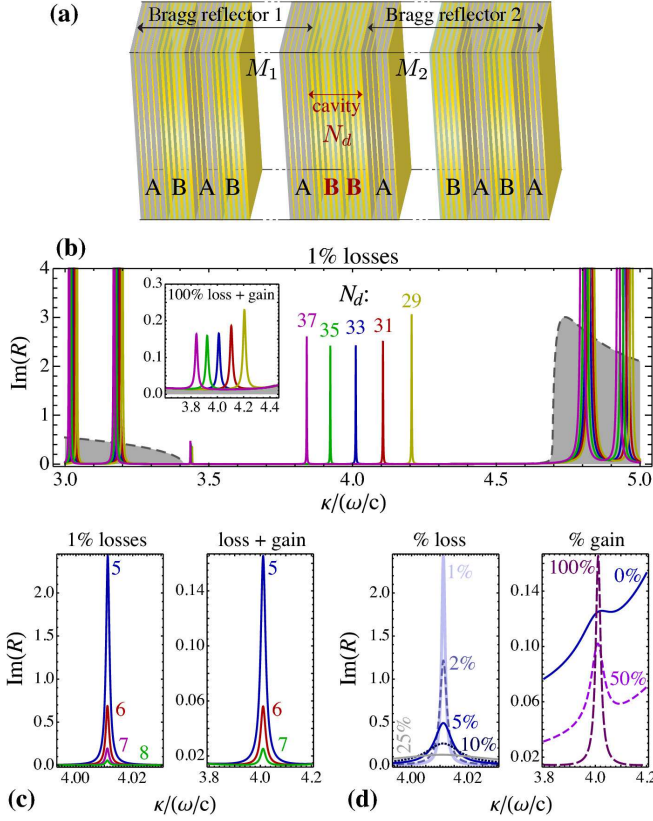 (a)
Bragg reflector 1
Bragg reflector 2
M1
M2
cavity
Nd
A B A B
A B B A
B A B A
(b)
1% losses
Im(R)
4
3
2
1
0
100% loss + gain
0.3
0.2
0.1
0.0
3.8 4.0 4.2 4.4
Nd:
37 35 33 31 29
3.0 3.5 4.0 4.5 5.0
κ/(ω/c)
1% losses
Im(R)
2.0
1.5
1.0
0.5
0.0
5
6
7
8
4.00 4.02
loss + gain
0.14
0.10
0.06
0.02
5
6
7
3.8 4.0 4.2
κ/(ω/c)
(c)
% loss
Im(R)
2.0
1.5
1.0
0.5
0.0
1%
2%
5%
10%
25%
4.00 4.02
% gain
0.14
0.10
0.06
0.02
100%
0%
50%
3.8 4.0 4.2
κ/(ω/c)
(d)